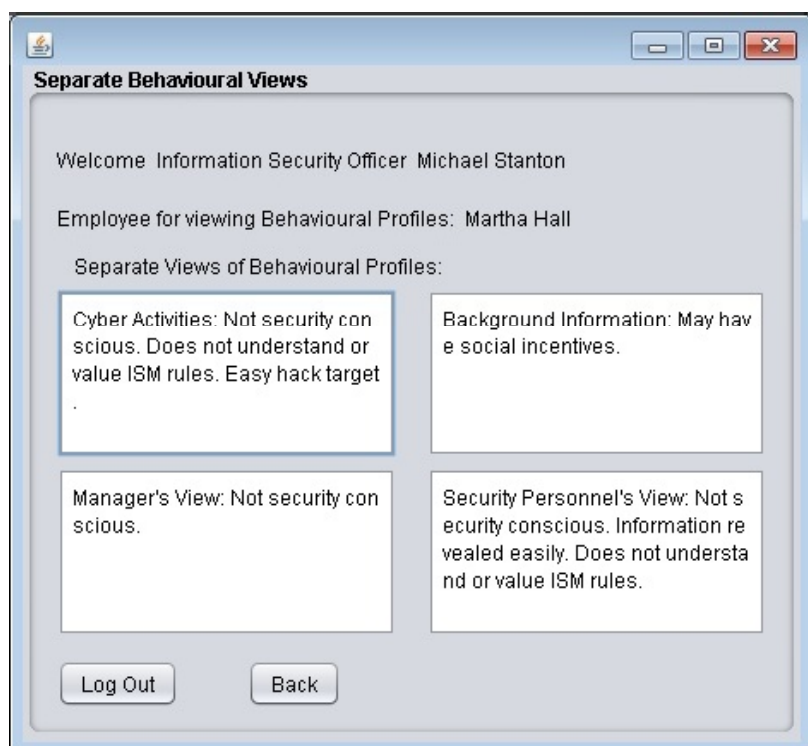 Separate Behavioural Views
Welcome Information Security Officer Michael Stanton
Employee for viewing Behavioural Profiles: Martha Hall
Separate Views of Behavioural Profiles:
Cyber Activities: Not security con
scious. Does not understand or
value ISM rules. Easy hack target
.
Background Information: May hav
e social incentives.
Manager's View: Not security con
scious.
Security Personnel's View: Not s
ecurity conscious. Information re
vealed easily. Does not understa
nd or value ISM rules.
Log Out
Back